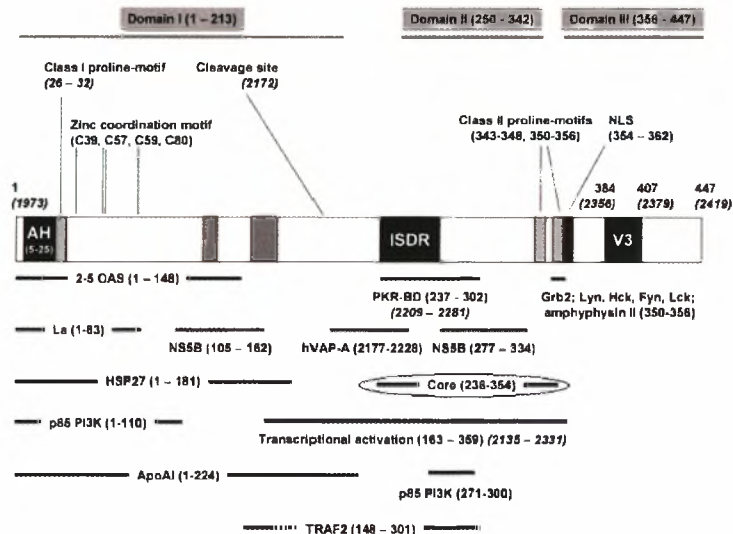 Domain I (1 – 213)
Domain II (250 - 342)
Domain III (356 - 447)
Class I proline-motif
(26 – 32)
Cleavage site
(2172)
Zinc coordination motif
(C39, C57, C59, C80)
Class II proline-motifs
(343-348, 350-356)
NLS
(354 – 362)
1
(1973)
384
(2356)
407
(2379)
447
(2419)
AH
(5-25)
ISDR
V3
2-5 OAS (1 – 148)
PKR-BD (237 - 302)
(2209 – 2281)
Grb2; Lyn, Hck, Fyn, Lck;
amphyphysin II (350-356)
La (1-83)
NS5B (105 – 162)
hVAP-A (2177-2228)
NS5B (277 – 334)
HSP27 (1 – 181)
Core (238-354)
p85 PI3K (1-110)
Transcriptional activation (163 – 359) (2135 – 2331)
ApoAI (1-224)
p85 PI3K (271-300)
TRAF2 (148 – 301)